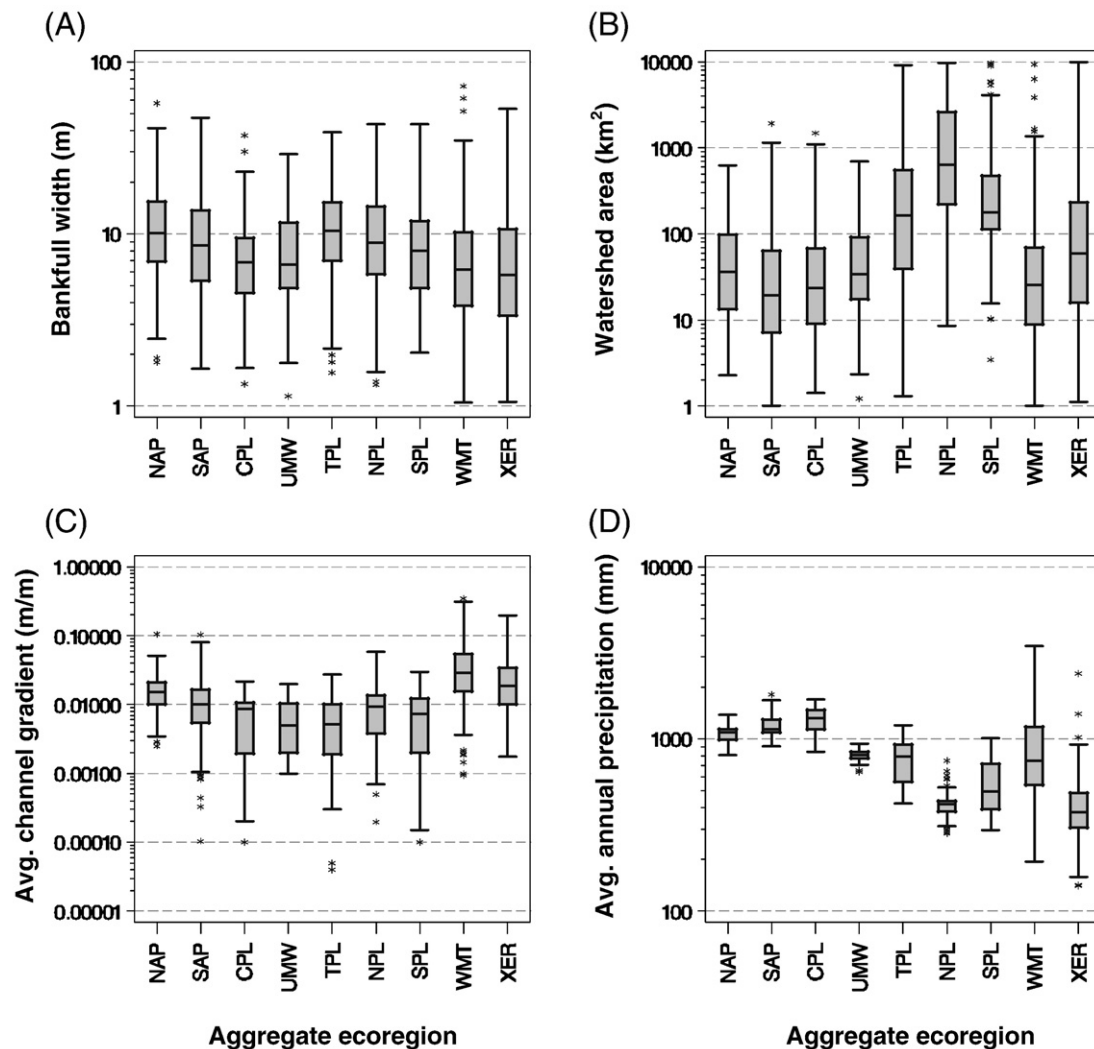 (A)
Bankfull width (m)
100
10
1
NAP SAP CPL UMW TPL NPL SPL WMT XER
(B)
Watershed area (km²)
10000
1000
100
10
1
NAP SAP CPL UMW TPL NPL SPL WMT XER
(C)
Avg. channel gradient (m/m)
1.00000
0.10000
0.01000
0.00100
0.00010
0.00001
NAP SAP CPL UMW TPL NPL SPL WMT XER
Aggregate ecoregion
(D)
Avg. annual precipitation (mm)
10000
1000
100
NAP SAP CPL UMW TPL NPL SPL WMT XER
Aggregate ecoregion